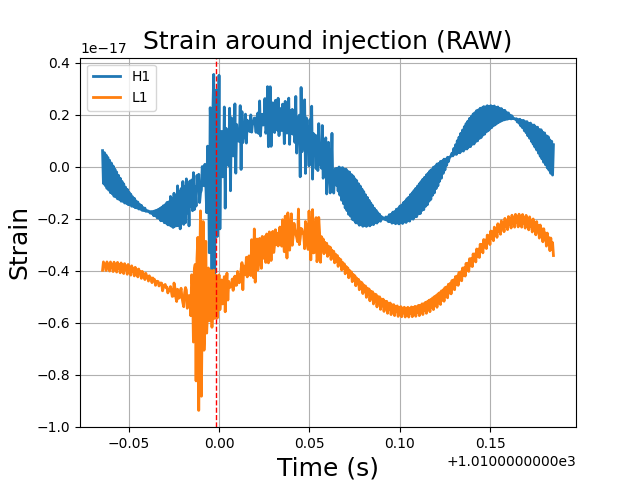 Strain around injection (RAW)
1e−17
H1
L1
0.4
0.2
0.0
−0.2
−0.4
−0.6
−0.8
−1.0
Strain
−0.05
0.00
0.05
0.10
0.15
+1.0100000000e3
Time (s)